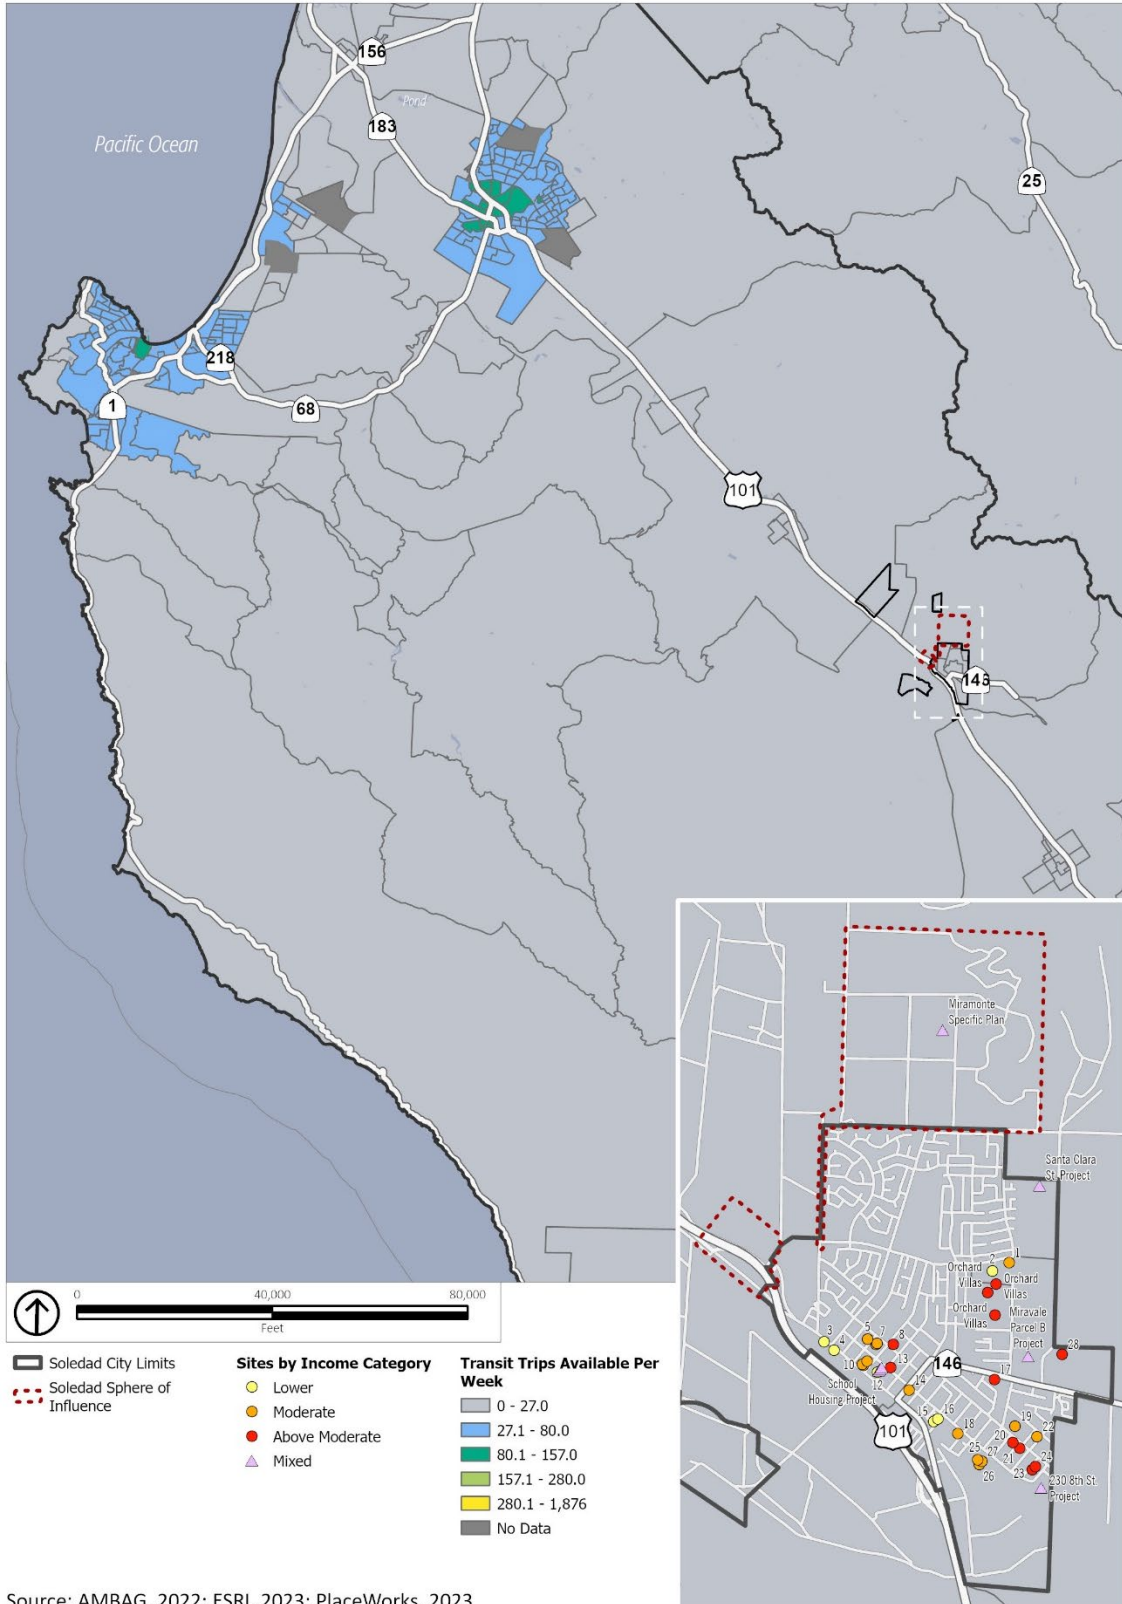 156
Pond
183
Pacific Ocean
25
218
1
68
101
146
Miramonte
Specific Plan
Santa Clara
St. Project
2
1
Orchard
Villas
Orchard
Villas
Orchard
Villas
Miravale
Parcel B
Project
3
4
5
7
8
28
10
13
12
146
17
School
Housing Project
14
15
16
101
18
19
22
20
21
25
27
26
24
23
230 8th St.
Project
0
40,000
80,000
Feet
Soledad City Limits
Soledad Sphere of
Influence
Sites by Income Category
Lower
Moderate
Above Moderate
Mixed
Transit Trips Available Per
Week
0 - 27.0
27.1 - 80.0
80.1 - 157.0
157.1 - 280.0
280.1 - 1,876
No Data
Source: AMBAG, 2022; ESRI, 2023; PlaceWorks, 2023